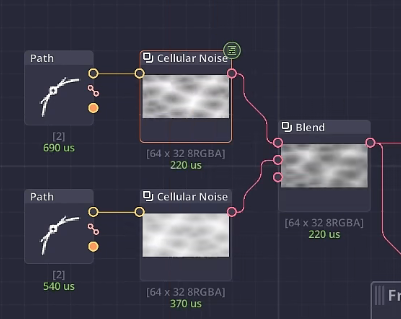 Path
Cellular Noise
[2]
690 us
[64 x 32 8RGBA]
220 us
Blend
[64 x 32 8RGBA]
220 us
Path
Cellular Noise
[2]
540 us
[64 x 32 8RGBA]
370 us
Fr